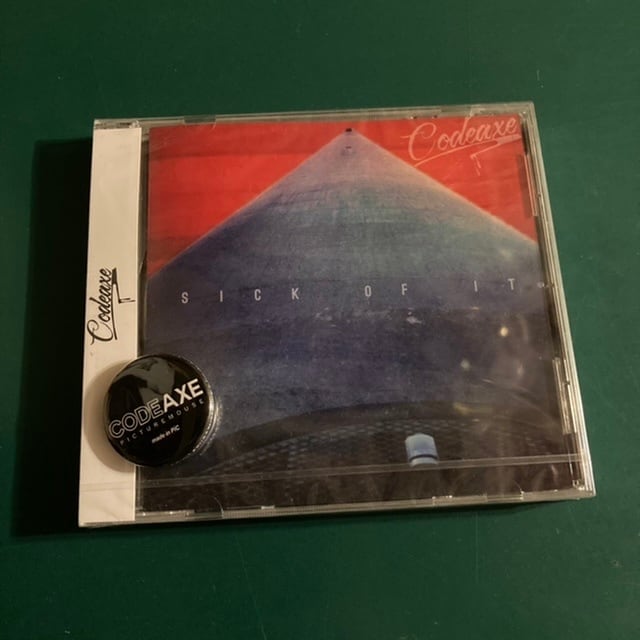 Codeaxe
SICK OF IT
Codeaxe
CODEAXE
PICTUREMOUSE
made in PiC